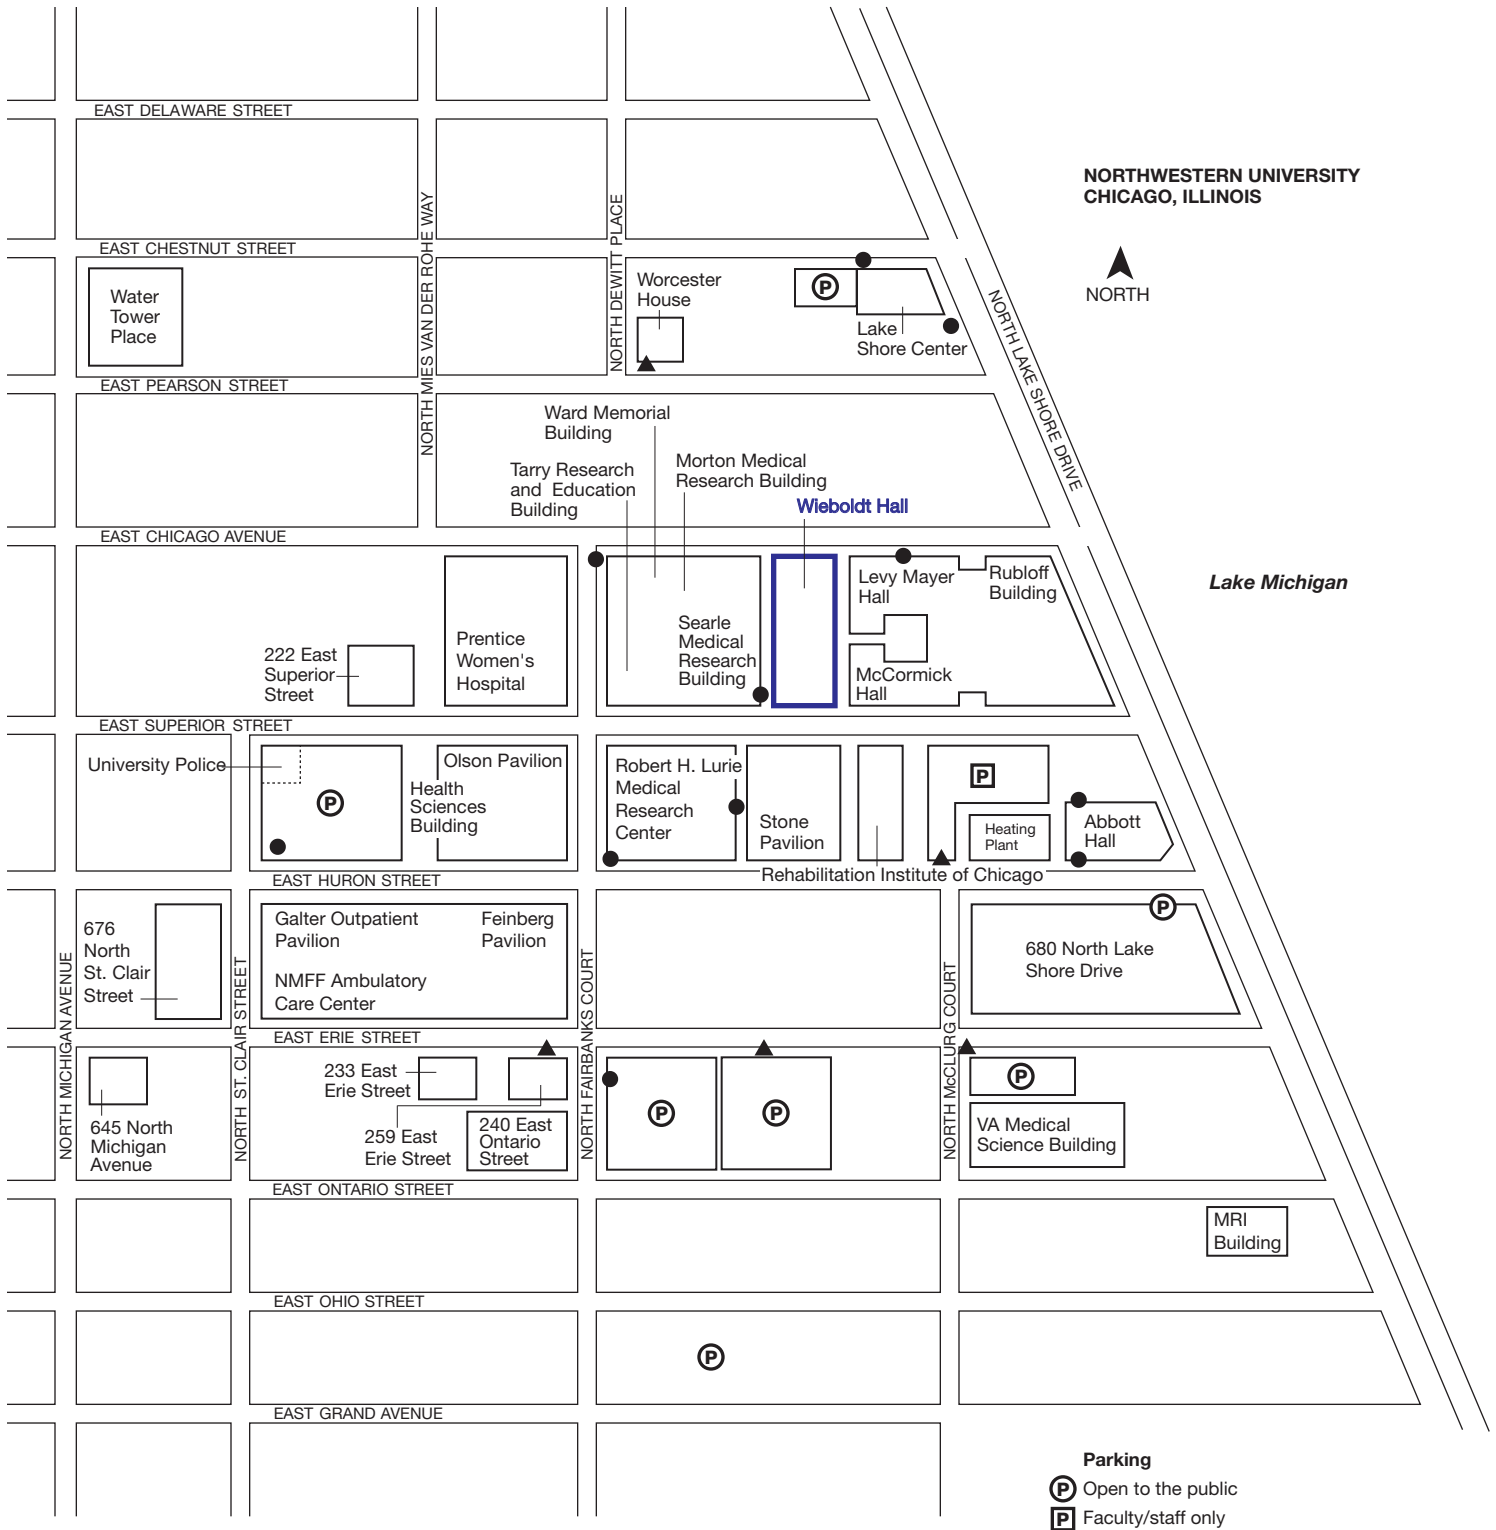 EAST DELAWARE STREET
NORTHWESTERN UNIVERSITY
CHICAGO, ILLINOIS
NORTH
EAST CHESTNUT STREET
NORTH MIES VAN DER ROHE WAY
NORTH DEWITT PLACE
Water
Tower
Place
Worcester
House
P
Lake
Shore Center
NORTH LAKE SHORE DRIVE
EAST PEARSON STREET
Ward Memorial
Building
Tarry Research
and Education
Building
Morton Medical
Research Building
Wieboldt Hall
EAST CHICAGO AVENUE
Lake Michigan
222 East
Superior
Street
Prentice
Women's
Hospital
Searle
Medical
Research
Building
Levy Mayer
Hall
Rubloff
Building
McCormick
Hall
EAST SUPERIOR STREET
University Police
P
Olson Pavilion
Health
Sciences
Building
Robert H. Lurie
Medical
Research
Center
Stone
Pavilion
P
Heating
Plant
Abbott
Hall
Rehabilitation Institute of Chicago
EAST HURON STREET
676
North
St. Clair
Street
Galter Outpatient
Pavilion
Feinberg
Pavilion
NMFF Ambulatory
Care Center
P
680 North Lake
Shore Drive
NORTH MICHIGAN AVENUE
NORTH ST. CLAIR STREET
NORTH FAIRBANKS COURT
NORTH McCLURG COURT
EAST ERIE STREET
645 North
Michigan
Avenue
233 East
Erie Street
259 East
Erie Street
240 East
Ontario
Street
P
P
P
VA Medical
Science Building
EAST ONTARIO STREET
MRI
Building
EAST OHIO STREET
P
EAST GRAND AVENUE
Parking
P Open to the public
P Faculty/staff only